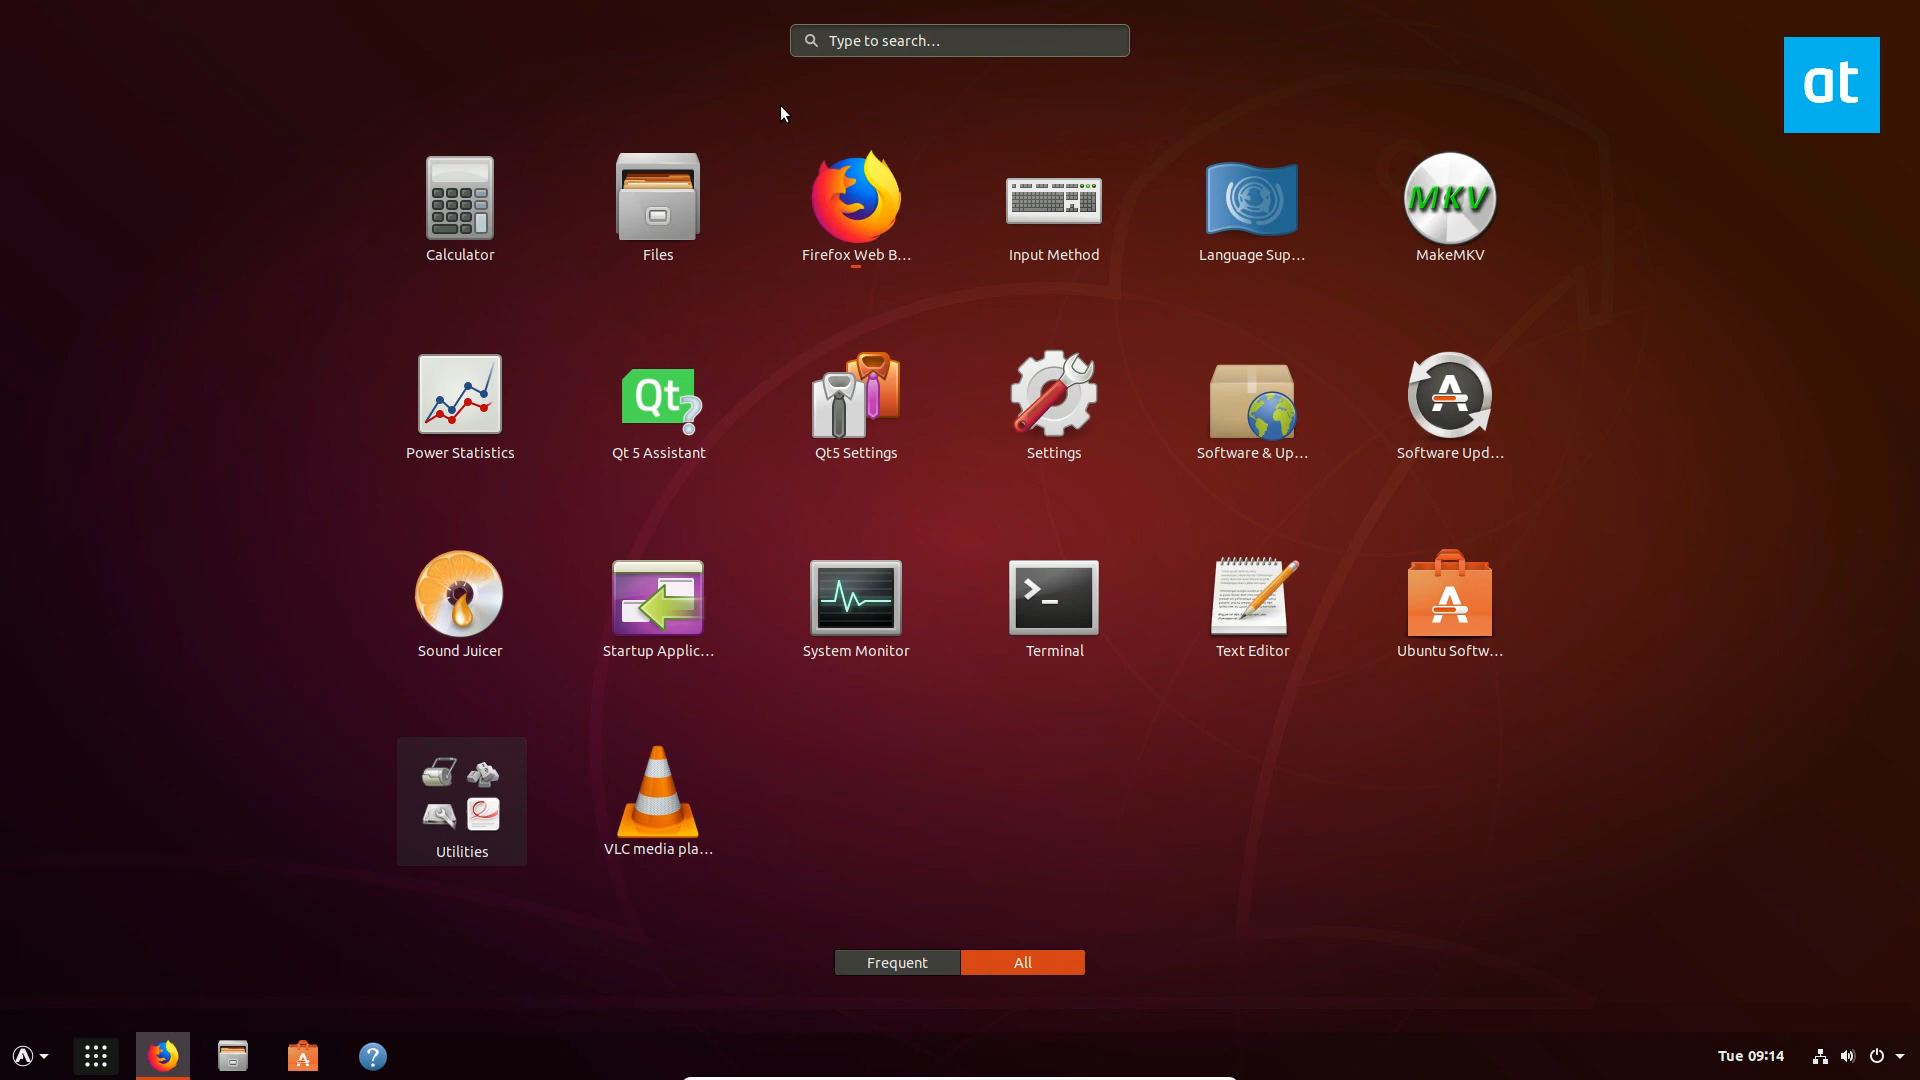 Type to search…
at
Calculator
Files
Firefox Web B…
Input Method
Language Sup…
MKV
MakeMKV
Power Statistics
Qt
Qt 5 Assistant
Qt5 Settings
Settings
Software & Up…
Software Upd…
Sound Juicer
Startup Applic…
System Monitor
>_
Terminal
Text Editor
Ubuntu Softw…
Utilities
VLC media pla…
Frequent
All
?
Tue 09:14